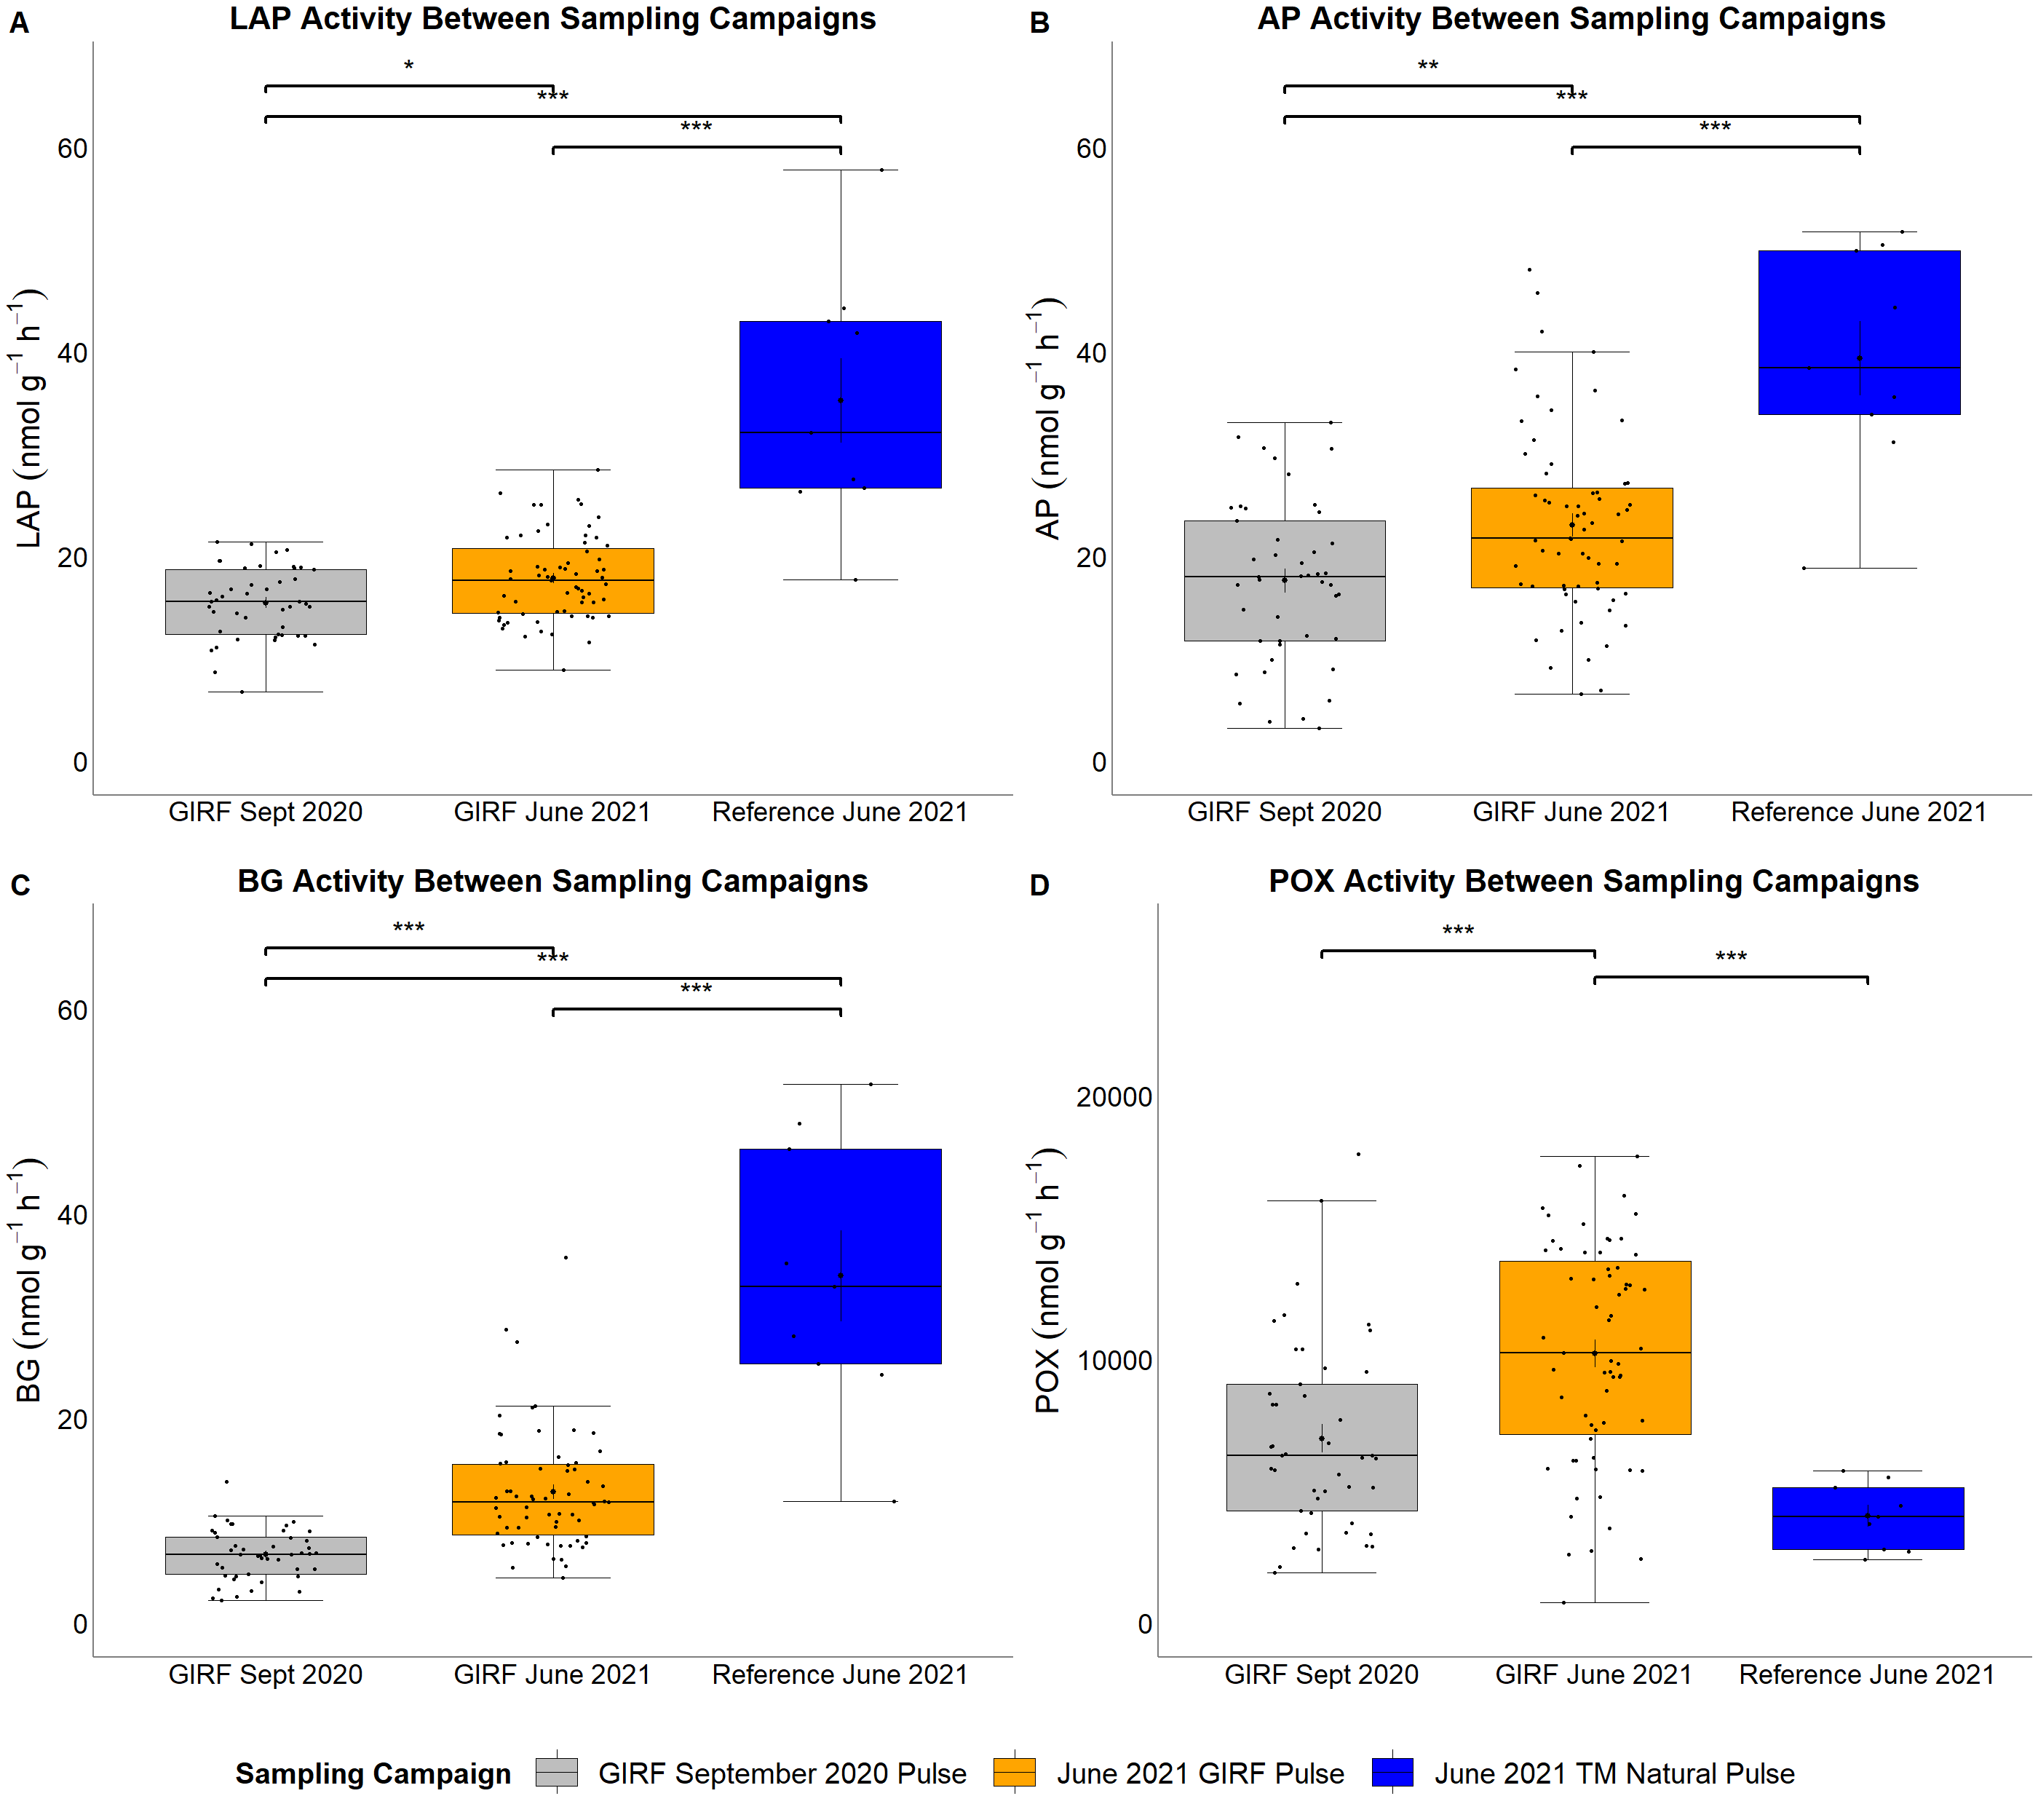 A
LAP Activity Between Sampling Campaigns
*
***
***
60
40
20
0
LAP (nmol g⁻¹ h⁻¹)
GIRF Sept 2020
GIRF June 2021
Reference June 2021
B
AP Activity Between Sampling Campaigns
**
***
***
60
40
20
0
AP (nmol g⁻¹ h⁻¹)
GIRF Sept 2020
GIRF June 2021
Reference June 2021
C
BG Activity Between Sampling Campaigns
***
***
***
60
40
20
0
BG (nmol g⁻¹ h⁻¹)
GIRF Sept 2020
GIRF June 2021
Reference June 2021
D
POX Activity Between Sampling Campaigns
***
***
20000
10000
0
POX (nmol g⁻¹ h⁻¹)
GIRF Sept 2020
GIRF June 2021
Reference June 2021
Sampling Campaign
GIRF September 2020 Pulse
June 2021 GIRF Pulse
June 2021 TM Natural Pulse